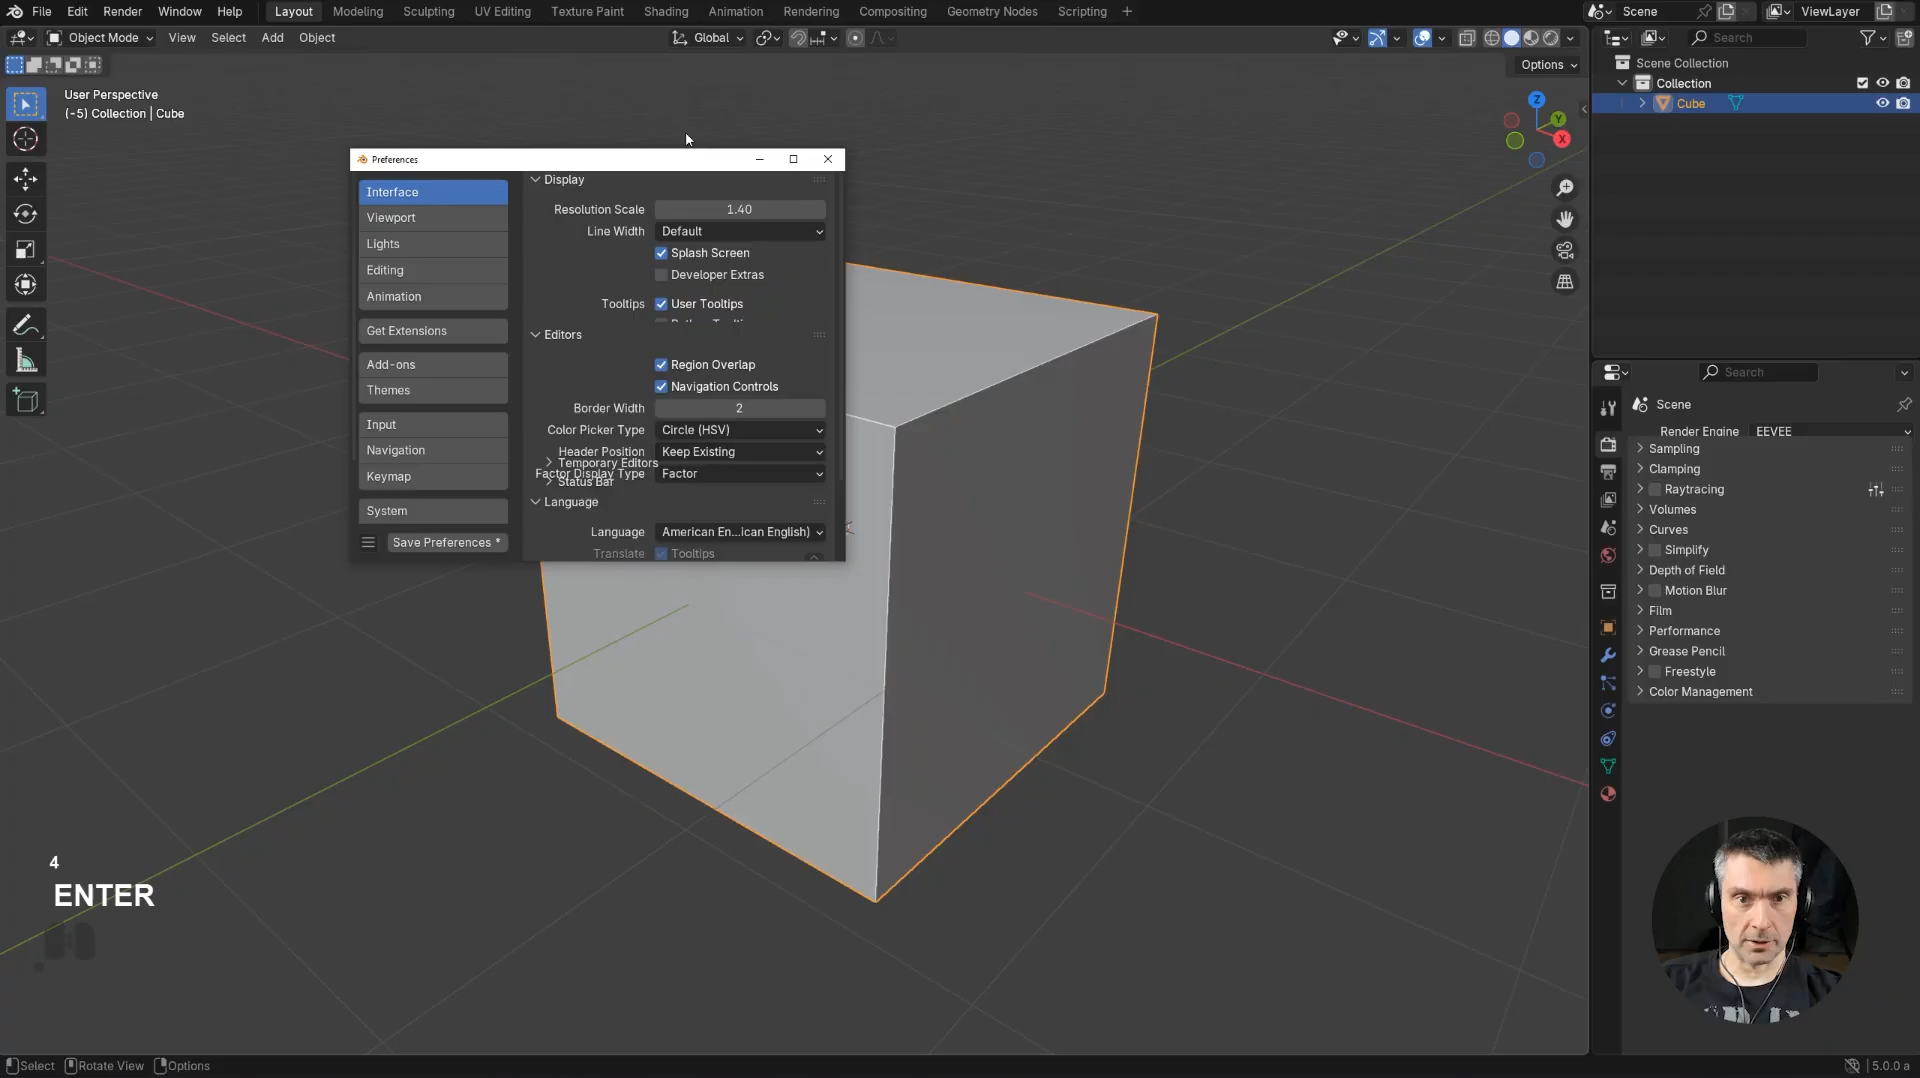 File Edit Render Window Help Layout Modeling Sculpting UV Editing Texture Paint Shading Animation Rendering Compositing Geometry Nodes Scripting + Scene ViewLayer
Object Mode View Select Add Object Global Search
Options
User Perspective
(-5) Collection | Cube
Scene Collection
Collection
Cube
Z
Y
X
Preferences
Interface
Viewport
Lights
Editing
Animation
Get Extensions
Add-ons
Themes
Input
Navigation
Keymap
System
Save Preferences *
Display
Resolution Scale 1.40
Line Width Default
Splash Screen
Developer Extras
Tooltips User Tooltips
Editors
Region Overlap
Navigation Controls
Border Width 2
Color Picker Type Circle (HSV)
Header Position Keep Existing
Temporary Editors
Factor Display Type Factor
Status Bar
Language
Language American En...ican English)
Translate Tooltips
Search
Scene
Render Engine EEVEE
Sampling
Clamping
Raytracing
Volumes
Curves
Simplify
Depth of Field
Motion Blur
Film
Performance
Grease Pencil
Freestyle
Color Management
4
ENTER
Select Rotate View Options 5.0.0 a